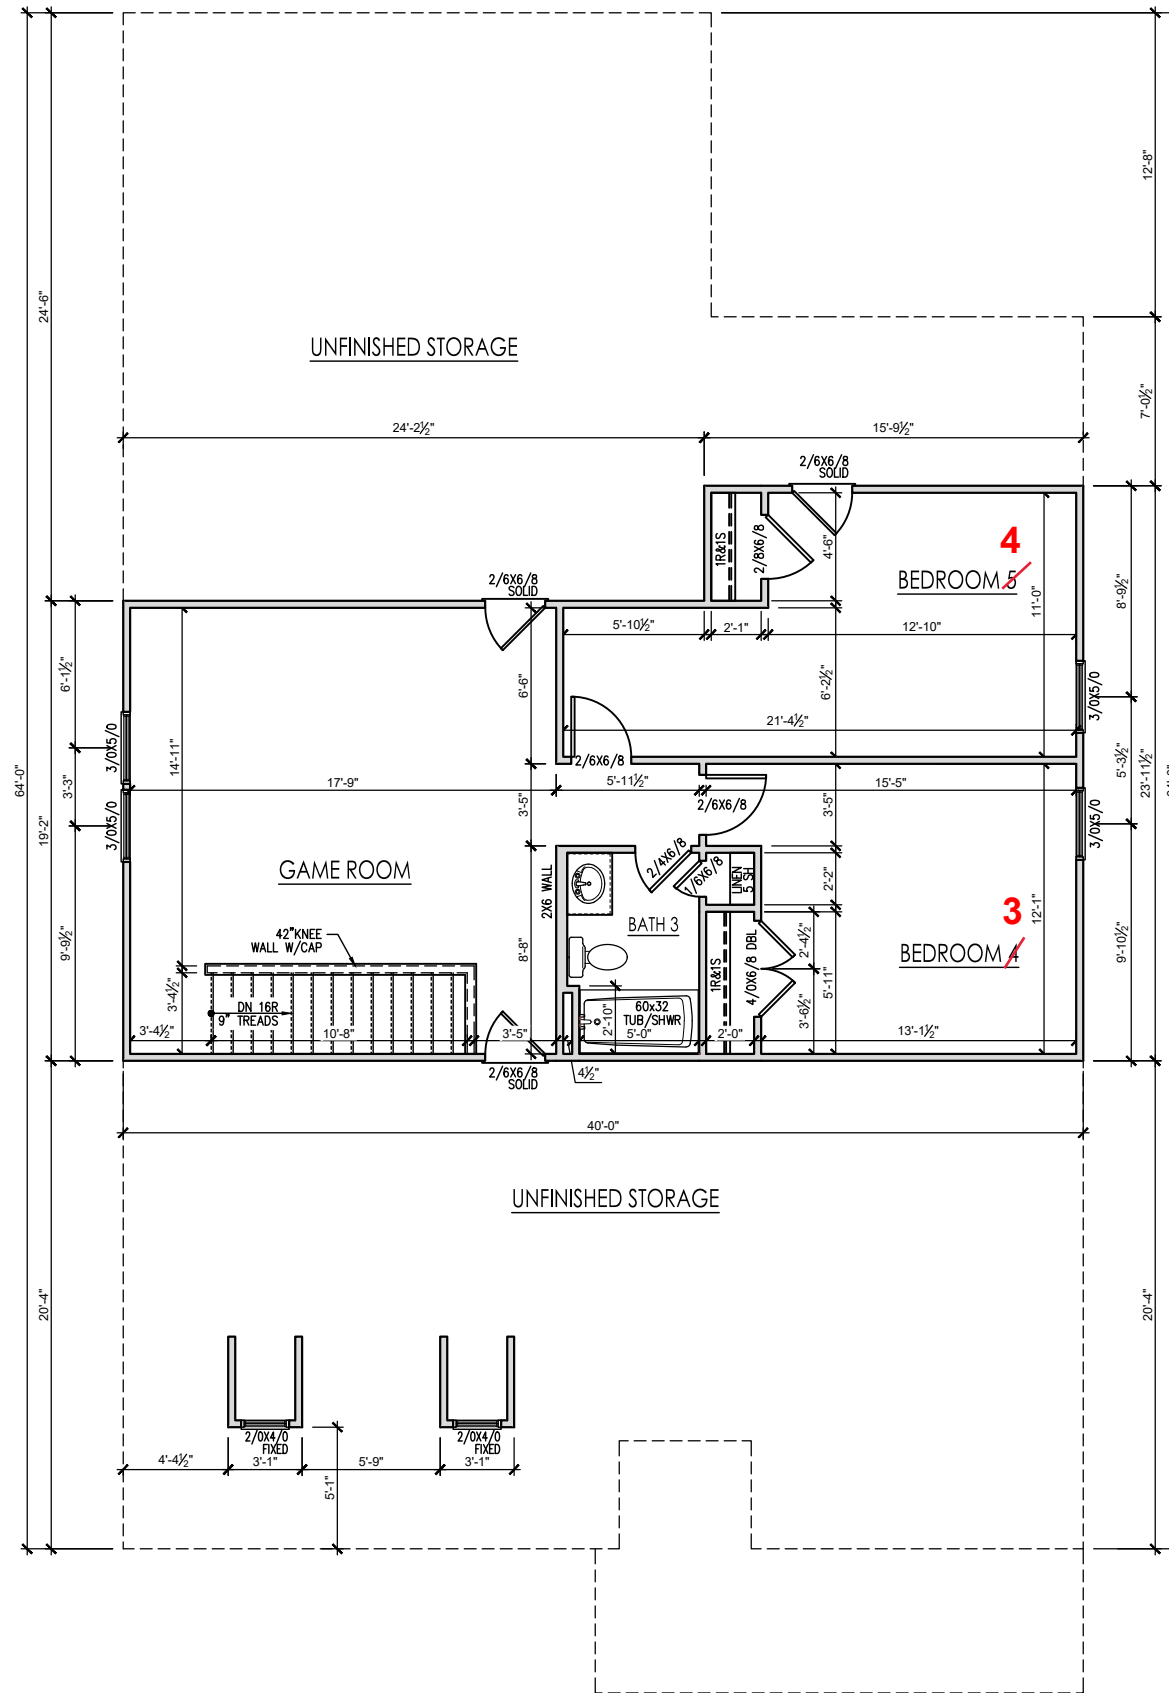 12'-8"
24'-6"
UNFINISHED STORAGE
7'-0½"
24'-2½"
15'-9½"
2/6X6/8
SOLID
4
BEDROOM 5
1R&1S
2/8X6/8
4'-6"
11'-0"
8'-9½"
2/6X6/8
SOLID
5'-10½"
2'-1"
12'-10"
6'-1½"
6'-6"
6'-2½"
3/0X5/0
21'-4½"
3/0X5/0
14'-11"
2/6X6/8
5'-3½"
23'-11½"
64'-0"
19'-2"
3'-3"
17'-9"
5'-11½"
15'-5"
2/6X6/8
3'-5"
3'-5"
3/0X5/0
3/0X5/0
GAME ROOM
2X6 WALL
2/4X6/8
1/6X6/8
LINEN
5 SH
2'-2"
3
12'-1"
BATH 3
BEDROOM 4
42"KNEE
WALL W/CAP
9'-9½"
8'-8"
1R&1S
4/0X6/8 DBL
2'-4½"
5'-11"
9'-10½"
3'-4½"
DN 16R
9" TREADS
2'-10"
60x32
TUB/SHWR
3'-6½"
3'-4½"
10'-8"
3'-5"
5'-0"
2'-0"
13'-1½"
2/6X6/8
SOLID
4½"
40'-0"
UNFINISHED STORAGE
20'-4"
20'-4"
2/0X4/0
FIXED
2/0X4/0
FIXED
4'-4½"
3'-1"
5'-9"
3'-1"
5'-1"